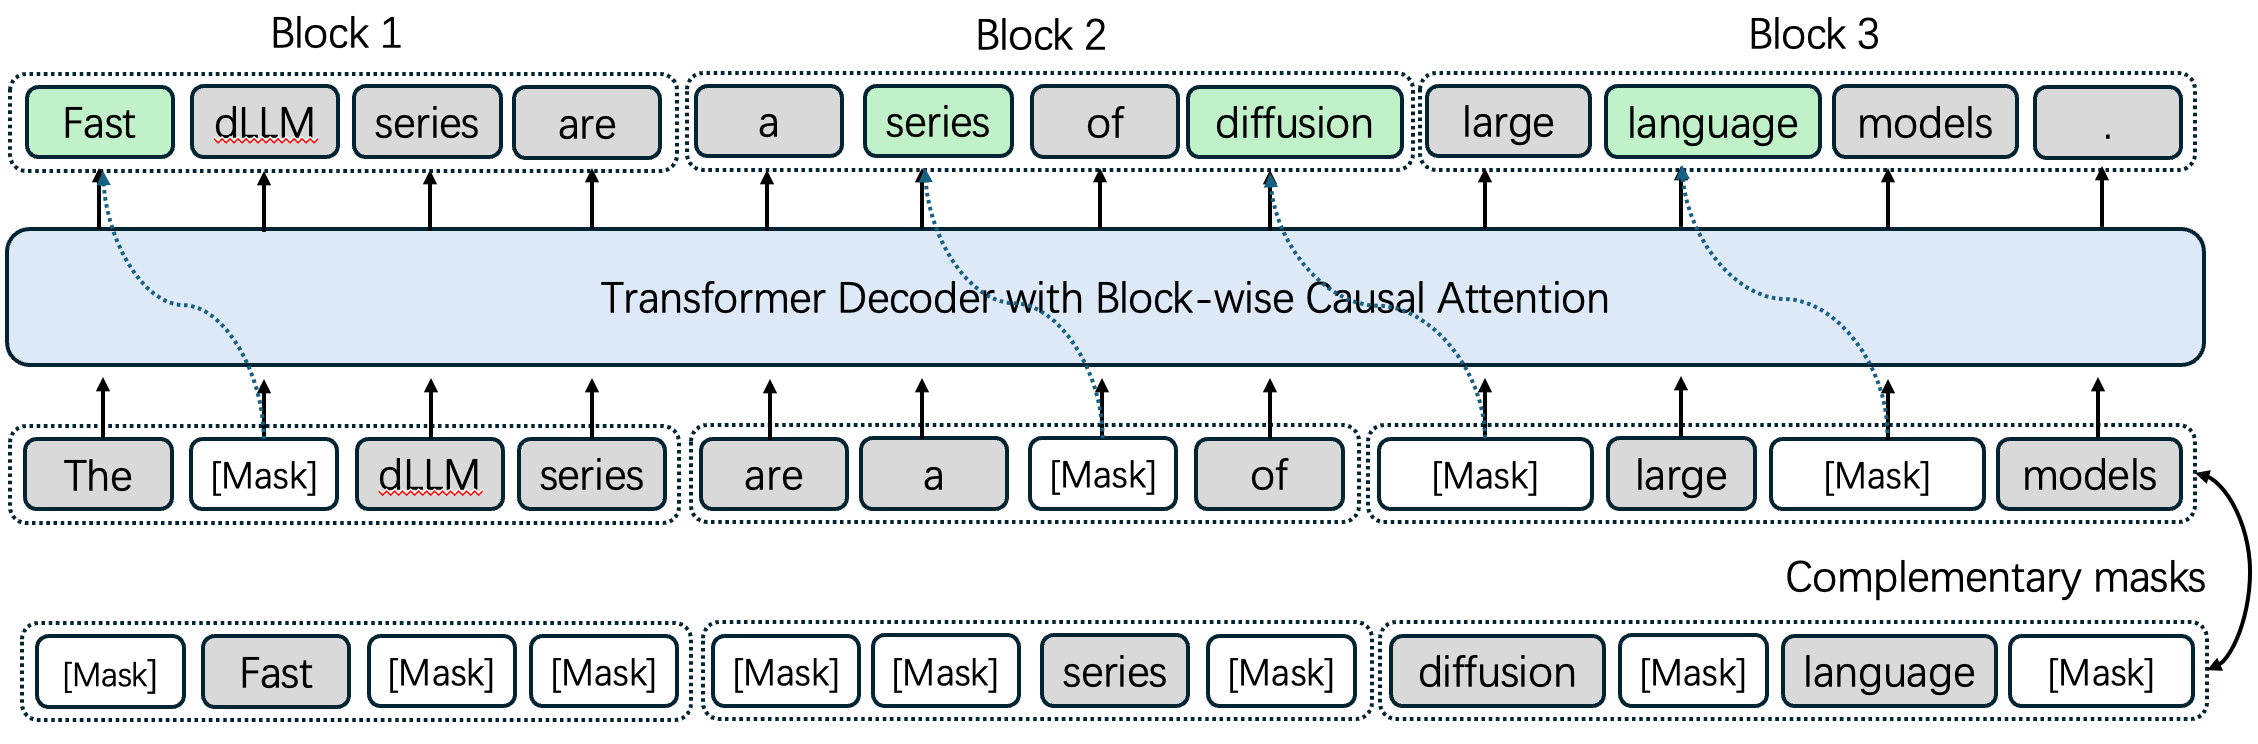 Block 1 Block 2 Block 3
Fast dLLM series are a series of diffusion large language models .
Transformer Decoder with Block-wise Causal Attention
The [Mask] dLLM series are a [Mask] of [Mask] large [Mask] models
Complementary masks
[Mask] Fast [Mask] [Mask] [Mask] [Mask] series [Mask] diffusion [Mask] language [Mask]